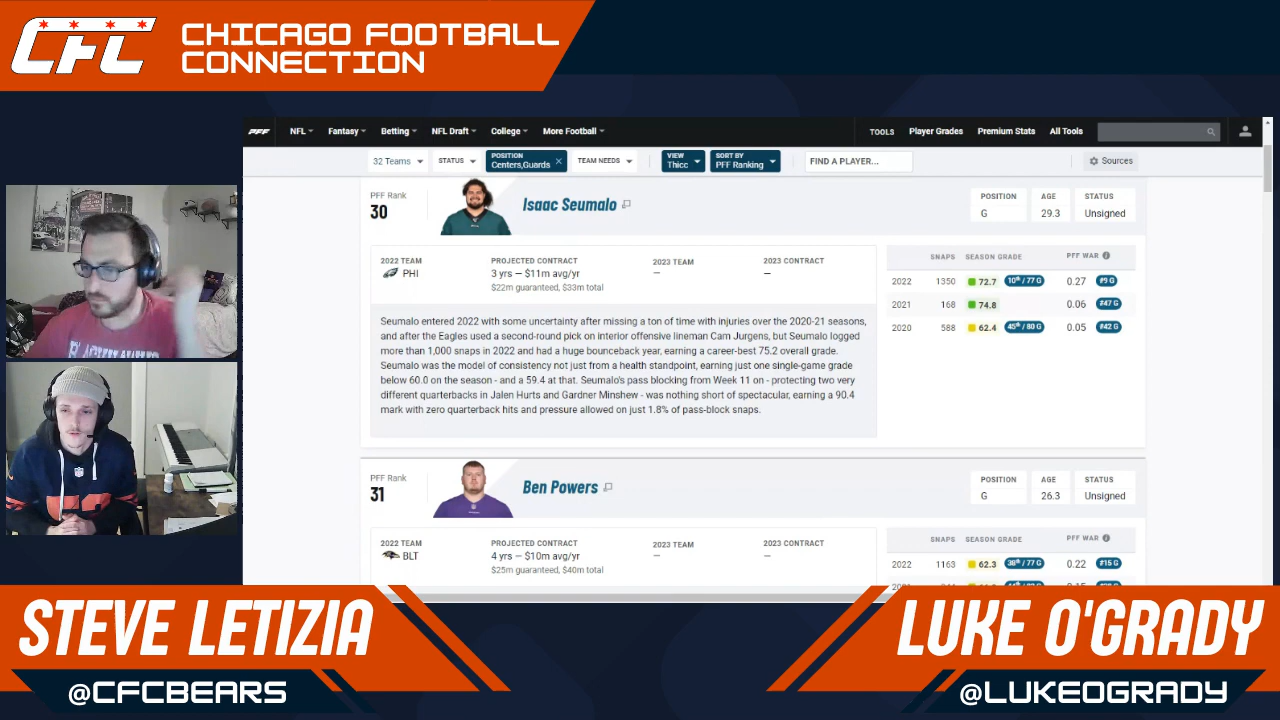 CFC
CHICAGO FOOTBALL
CONNECTION
PFF NFL Fantasy Betting NFL Draft College More Football TOOLS Player Grades Premium Stats All Tools
32 Teams STATUS POSITION Centers,Guards × TEAM NEEDS VIEW Thicc SORT BY PFF Ranking FIND A PLAYER... Sources
PFF Rank
30
Isaac Seumalo
POSITION AGE STATUS
G 29.3 Unsigned
2022 TEAM PROJECTED CONTRACT 2023 TEAM 2023 CONTRACT
PHI 3 yrs – $11m avg/yr – –
$22m guaranteed, $33m total
Seumalo entered 2022 with some uncertainty after missing a ton of time with injuries over the 2020-21 seasons,
and after the Eagles used a second-round pick on interior offensive lineman Cam Jurgens, but Seumalo logged
more than 1,000 snaps in 2022 and had a huge bounceback year, earning a career-best 75.2 overall grade.
Seumalo was the model of consistency not just from a health standpoint, earning just one single-game grade
below 60.0 on the season - and a 59.4 at that. Seumalo's pass blocking from Week 11 on - protecting two very
different quarterbacks in Jalen Hurts and Gardner Minshew - was nothing short of spectacular, earning a 90.4
mark with zero quarterback hits and pressure allowed on just 1.8% of pass-block snaps.
SNAPS SEASON GRADE PFF WAR
2022 1350 72.7 10th / 77 G 0.27 #9 G
2021 168 74.8 0.06 #47 G
2020 588 62.4 45th / 80 G 0.05 #42 G
PFF Rank
31
Ben Powers
POSITION AGE STATUS
G 26.3 Unsigned
2022 TEAM PROJECTED CONTRACT 2023 TEAM 2023 CONTRACT
BLT 4 yrs – $10m avg/yr – –
$25m guaranteed, $40m total
SNAPS SEASON GRADE PFF WAR
2022 1163 62.3 38th / 77 G 0.22 #15 G
STEVE LETIZIA
@CFCBEARS
LUKE O'GRADY
@LUKEOGRADY